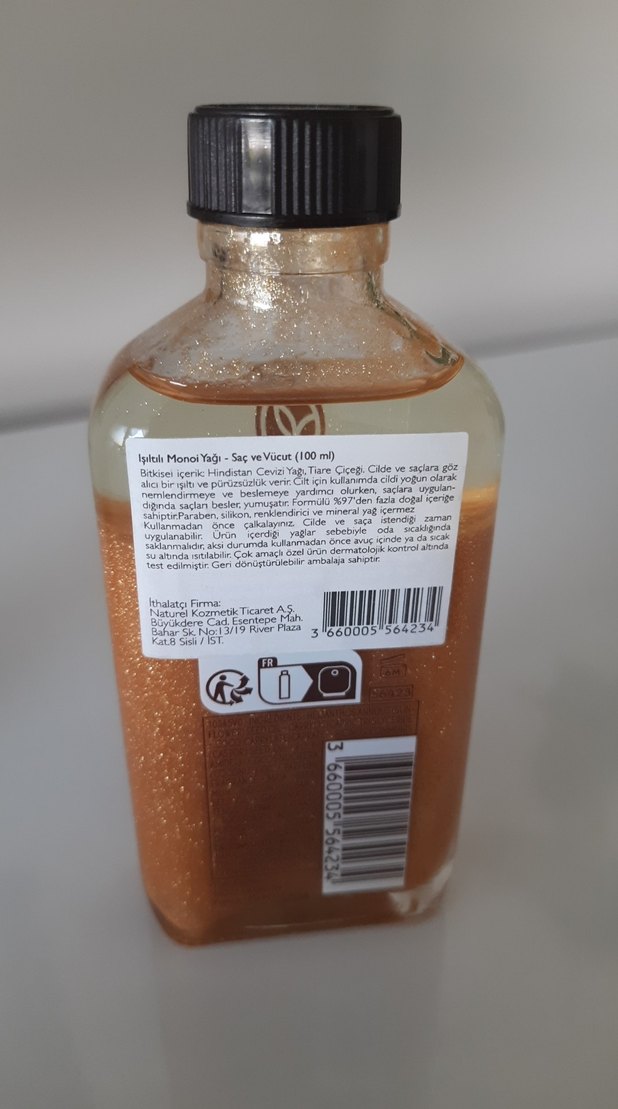 Işıltılı Monoi Yağı - Saç ve Vücut (100 ml)
Bitkisel içerik: Hindistan Cevizi Yağı, Tiare Çiçeği. Cilde ve saçlara göz
alıcı bir ışıltı ve pürüzsüzlük verir. Cilt için kullanımda cildi yoğun olarak
nemlendirmeye ve beslemeye yardımcı olurken, saçlara uygulan-
dığında saçları besler, yumuşatır. Formülü %97'den fazla doğal içeriğe
sahiptir.Paraben, silikon, renklendirici ve mineral yağ içermez
Kullanmadan önce çalkalayınız. Cilde ve saça istendiği zaman
uygulanabilir. Ürün içerdiği yağlar sebebiyle oda sıcaklığında
saklanmalıdır, aksi durumda kullanmadan önce avuç içinde ya da sıcak
su altında ısıtılabilir. Çok amaçlı özel ürün dermatolojik kontrol altında
test edilmiştir. Geri dönüştürülebilir ambalaja sahiptir.
İthalatçı Firma:
Naturel Kozmetik Ticaret A.Ş.
Büyükdere Cad. Esentepe Mah.
Bahar Sk. No:13/19 River Plaza
Kat:8 Sisli / İST.
3 660005 564234
FR
6M
3 660005 564234